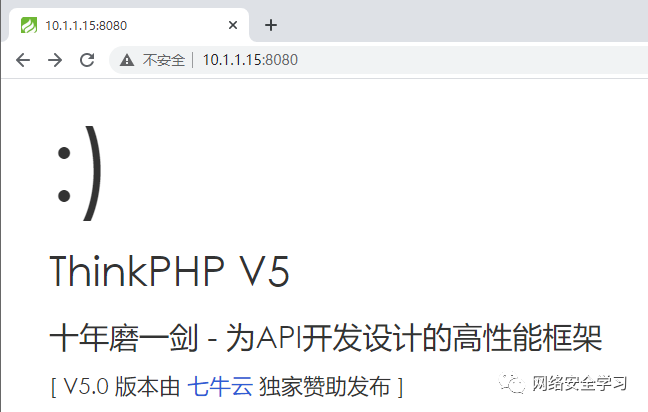 10.1.1.15:8080
不安全 | 10.1.1.15:8080
:)
ThinkPHP V5
十年磨一剑 - 为API开发设计的高性能框架
[ V5.0 版本由 七牛云 独家赞助发布 ]
网络安全学习